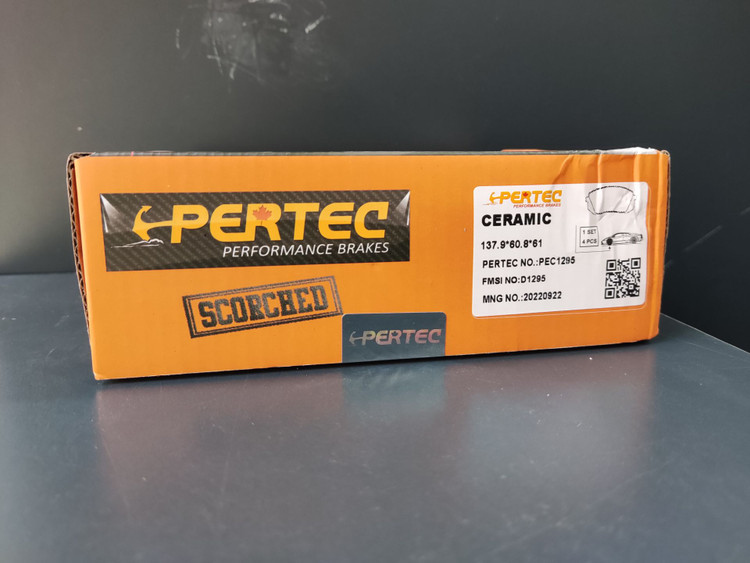 PERTEC
PERFORMANCE BRAKES
SCORCHED
PERTEC
PERTEC
PERFORMANCE BRAKES
CERAMIC
137.9*60.8*61
1 SET
4 PCS
PERTEC NO.:PEC1295
FMSI NO:D1295
MNG NO.:20220922